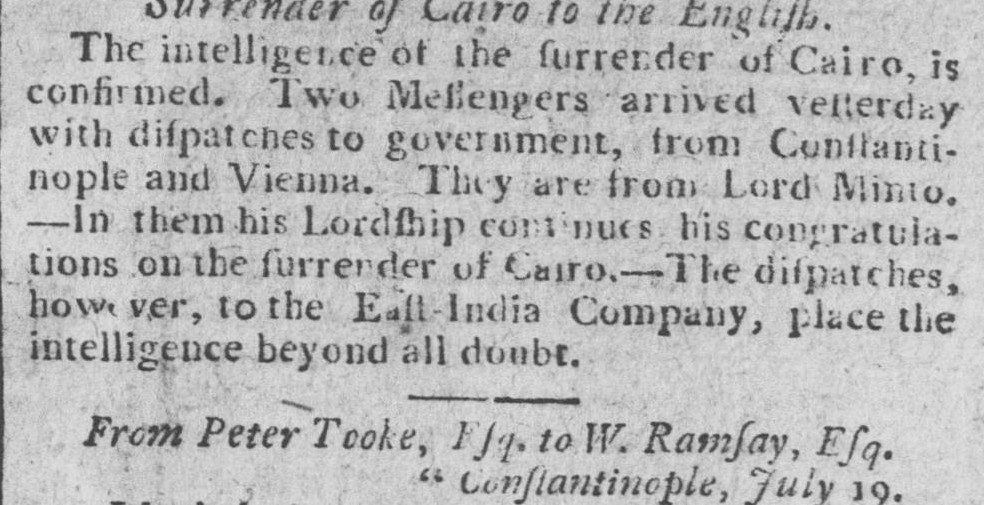 Surrender of Cairo to the Engliſh.
The intelligence of the ſurrender of Cairo, is
confirmed. Two Meſſengers arrived yeſterday
with diſpatches to government, from Conſtanti-
nople and Vienna. They are from Lord Minto.
—In them his Lordſhip continues his congratula-
tions on the ſurrender of Cairo.—The diſpatches,
however, to the Eaſt-India Company, place the
intelligence beyond all doubt.
From Peter Tooke, Eſq. to W. Ramſay, Eſq.
“ Conſtantinople, July 19.